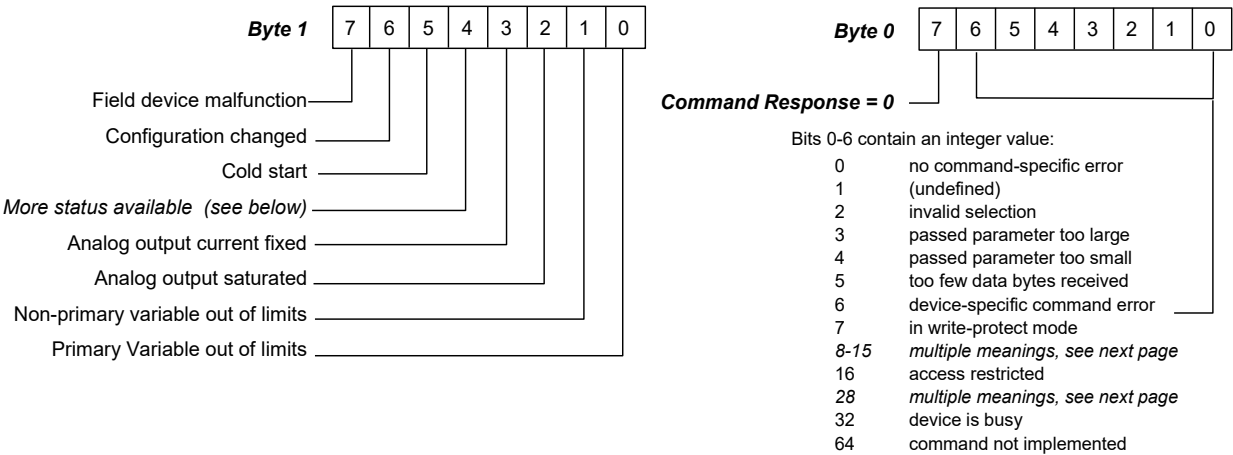 Byte 1 7 6 5 4 3 2 1 0
Field device malfunction
Configuration changed
Cold start
More status available (see below)
Analog output current fixed
Analog output saturated
Non-primary variable out of limits
Primary Variable out of limits
Byte 0 7 6 5 4 3 2 1 0
Command Response = 0
Bits 0-6 contain an integer value:
0 no command-specific error
1 (undefined)
2 invalid selection
3 passed parameter too large
4 passed parameter too small
5 too few data bytes received
6 device-specific command error
7 in write-protect mode
8-15 multiple meanings, see next page
16 access restricted
28 multiple meanings, see next page
32 device is busy
64 command not implemented